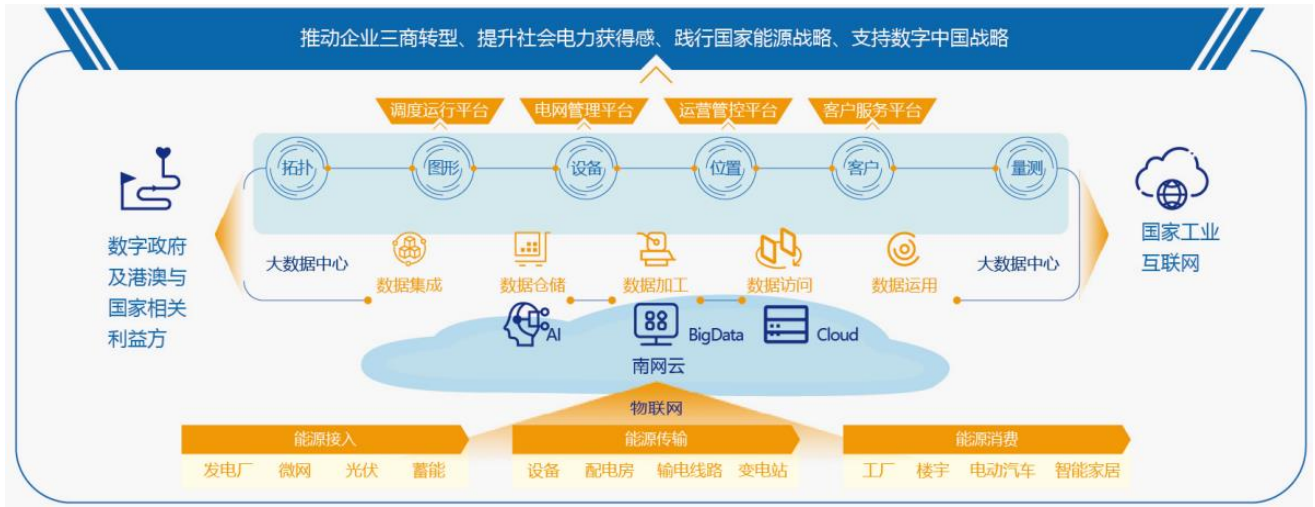 推动企业三商转型、提升社会电力获得感、践行国家能源战略、支持数字中国战略
调度运行平台 电网管理平台 运营管控平台 客户服务平台
拓扑 图形 设备 位置 客户 量测
数字政府
及港澳与
国家相关
利益方
国家工业
互联网
大数据中心 大数据中心
数据集成 数据仓储 数据加工 数据访问 数据运用
AI BigData Cloud
南网云
物联网
能源接入 能源传输 能源消费
发电厂 微网 光伏 蓄能 设备 配电房 输电线路 变电站 工厂 楼宇 电动汽车 智能家居